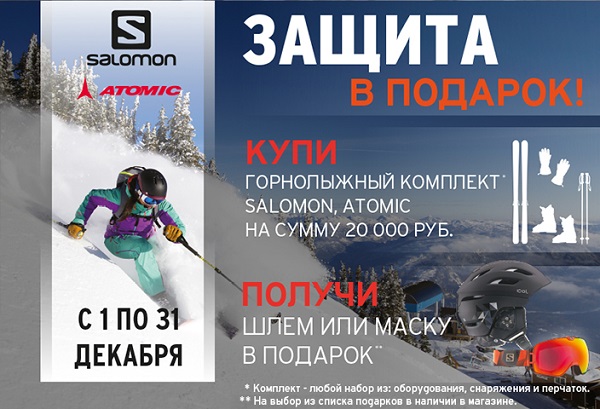 SALOMON
ATOMIC
С 1 ПО 31
ДЕКАБРЯ
ЗАЩИТА
В ПОДАРОК!
КУПИ
ГОРНОЛЫЖНЫЙ КОМПЛЕКТ*
SALOMON, ATOMIC
НА СУММУ 20 000 РУБ.
ПОЛУЧИ
ШЛЕМ ИЛИ МАСКУ
В ПОДАРОК**
* Комплект - любой набор из: оборудования, снаряжения и перчаток.
** На выбор из списка подарков в наличии в магазине.